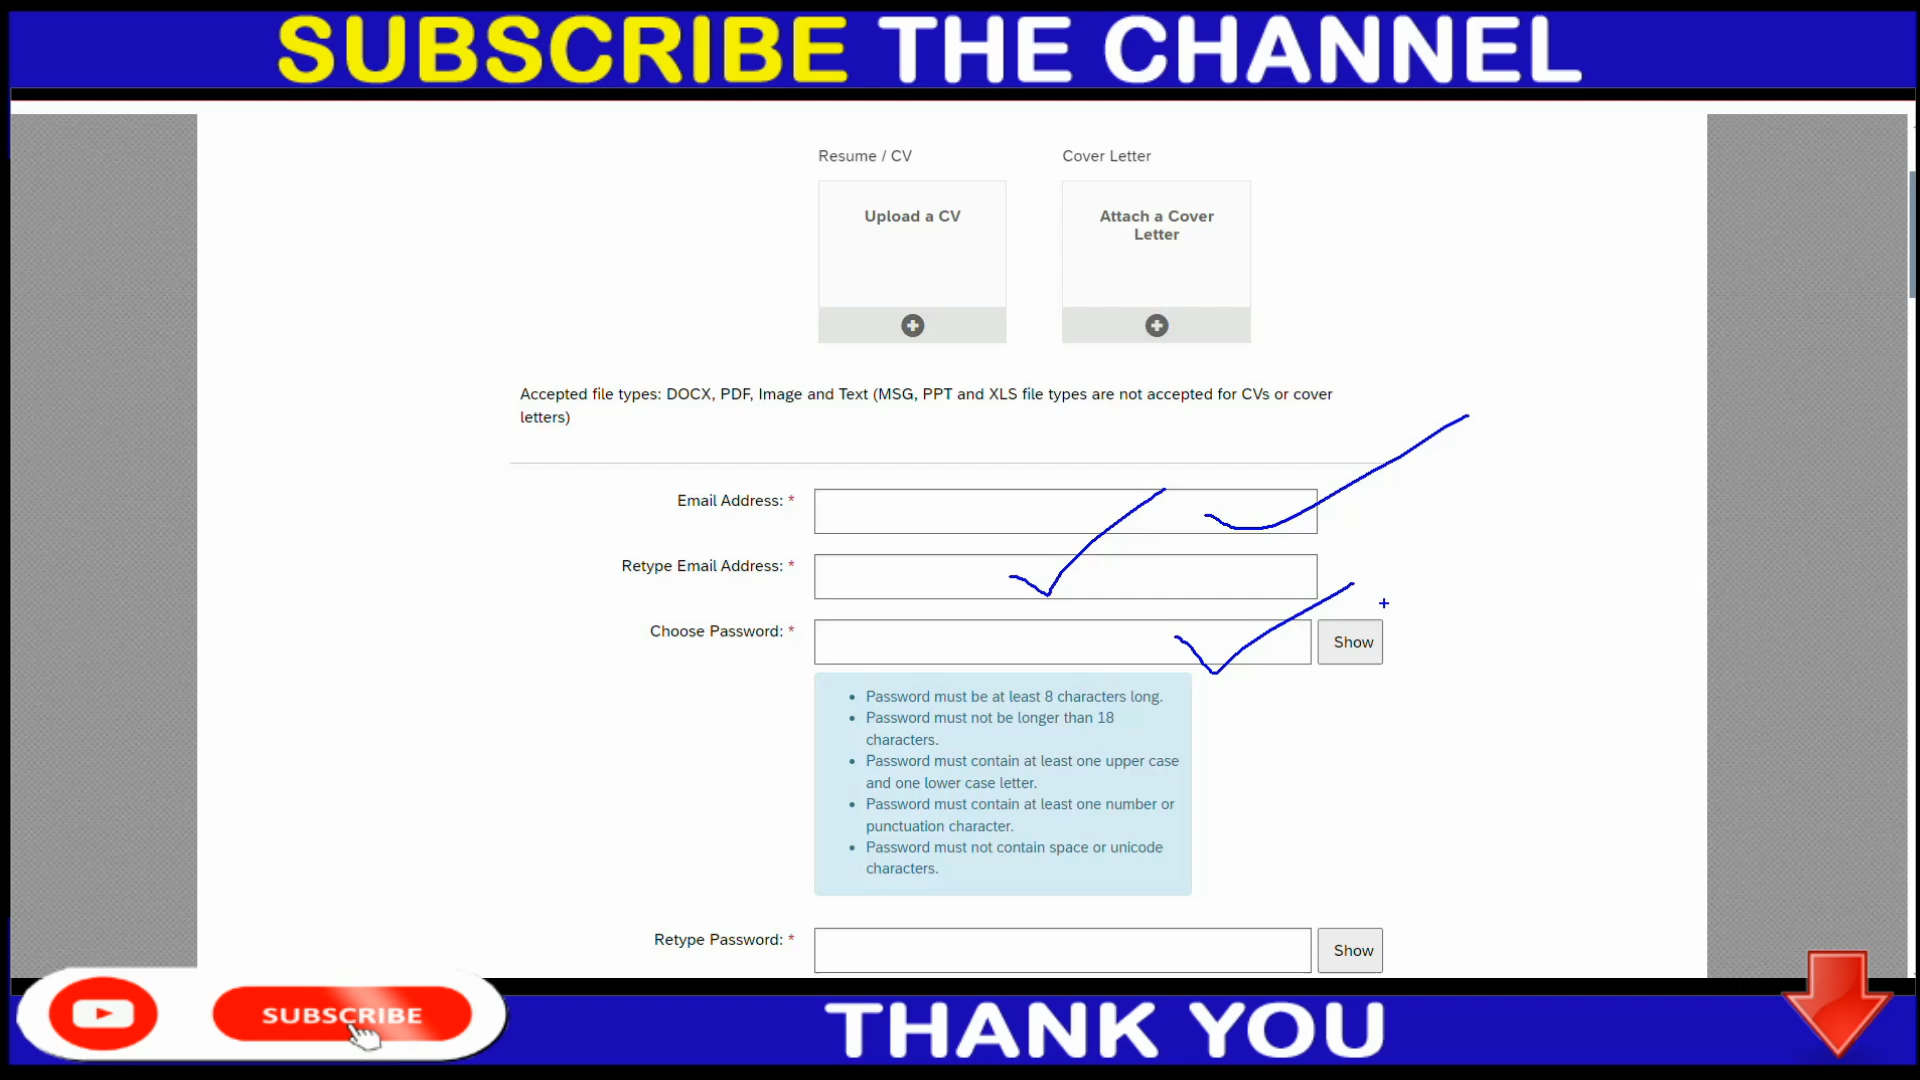 SUBSCRIBE THE CHANNEL
Resume / CV
Cover Letter
Upload a CV
Attach a Cover
Letter
Accepted file types: DOCX, PDF, Image and Text (MSG, PPT and XLS file types are not accepted for CVs or cover
letters)
Email Address: *
Retype Email Address: *
Choose Password: *
Show
• Password must be at least 8 characters long.
• Password must not be longer than 18
characters.
• Password must contain at least one upper case
and one lower case letter.
• Password must contain at least one number or
punctuation character.
• Password must not contain space or unicode
characters.
Retype Password: *
Show
SUBSCRIBE
THANK YOU